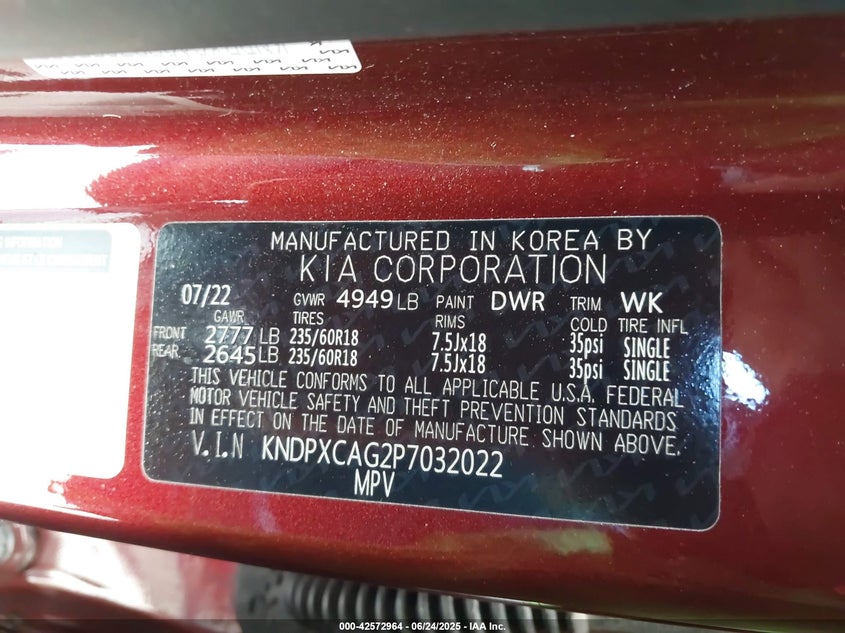 MANUFACTURED IN KOREA BY
KIA CORPORATION
07/22 GVWR 4949 LB PAINT DWR TRIM WK
GAWR TIRES RIMS COLD TIRE INFL
FRONT 2777 LB 235/60R18 7.5Jx18 35psi SINGLE
REAR 2645 LB 235/60R18 7.5Jx18 35psi SINGLE
THIS VEHICLE CONFORMS TO ALL APPLICABLE U.S.A. FEDERAL
MOTOR VEHICLE SAFETY AND THEFT PREVENTION STANDARDS
IN EFFECT ON THE DATE OF MANUFACTURE SHOWN ABOVE.
V.I.N KNDPXCAG2P7032022
MPV
INFORMATION
000-42572964 - 06/24/2025 - IAA Inc.